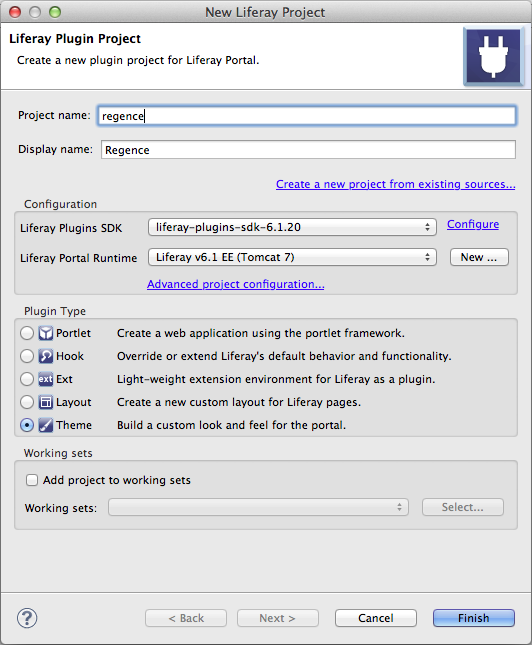 New Liferay Project
Liferay Plugin Project
Create a new plugin project for Liferay Portal.
Project name: regence
Display name: Regence
Create a new project from existing sources...
Configuration
Liferay Plugins SDK liferay-plugins-sdk-6.1.20 Configure
Liferay Portal Runtime Liferay v6.1 EE (Tomcat 7) New ...
Advanced project configuration...
Plugin Type
Portlet Create a web application using the portlet framework.
Hook Override or extend Liferay's default behavior and functionality.
ext Ext Light-weight extension environment for Liferay as a plugin.
Layout Create a new custom layout for Liferay pages.
Theme Build a custom look and feel for the portal.
Working sets
Add project to working sets
Working sets: Select...
? < Back Next > Cancel Finish